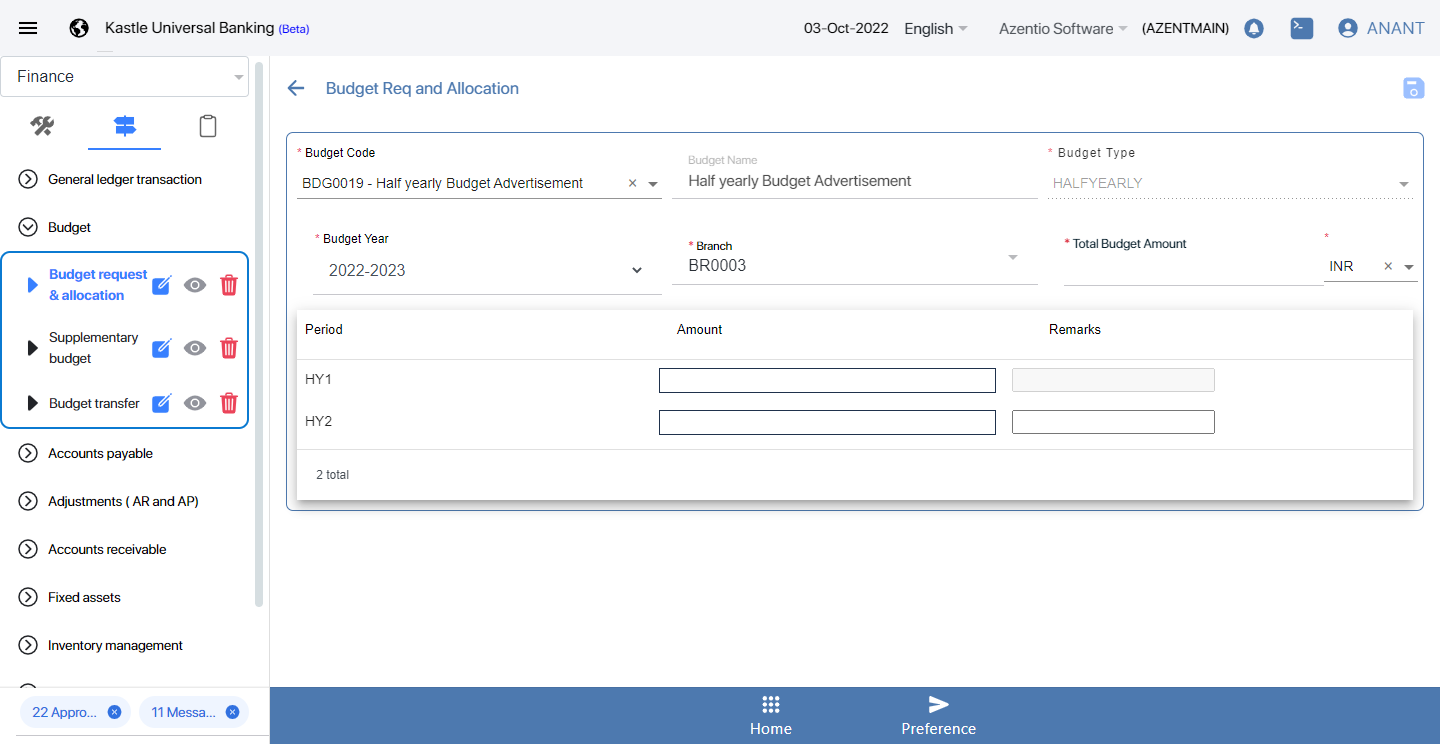 Kastle Universal Banking (Beta)
03-Oct-2022
English
Azentio Software
(AZENTMAIN)
ANANT
Finance
General ledger transaction
Budget
Budget request
& allocation
Supplementary
budget
Budget transfer
Accounts payable
Adjustments ( AR and AP)
Accounts receivable
Fixed assets
Inventory management
22 Appro...
11 Messa...
Budget Req and Allocation
* Budget Code
BDG0019 - Half yearly Budget Advertisement
Budget Name
Half yearly Budget Advertisement
* Budget Type
HALFYEARLY
* Budget Year
2022-2023
* Branch
BR0003
* Total Budget Amount
*
INR
Period Amount Remarks
HY1
HY2
2 total
Home
Preference